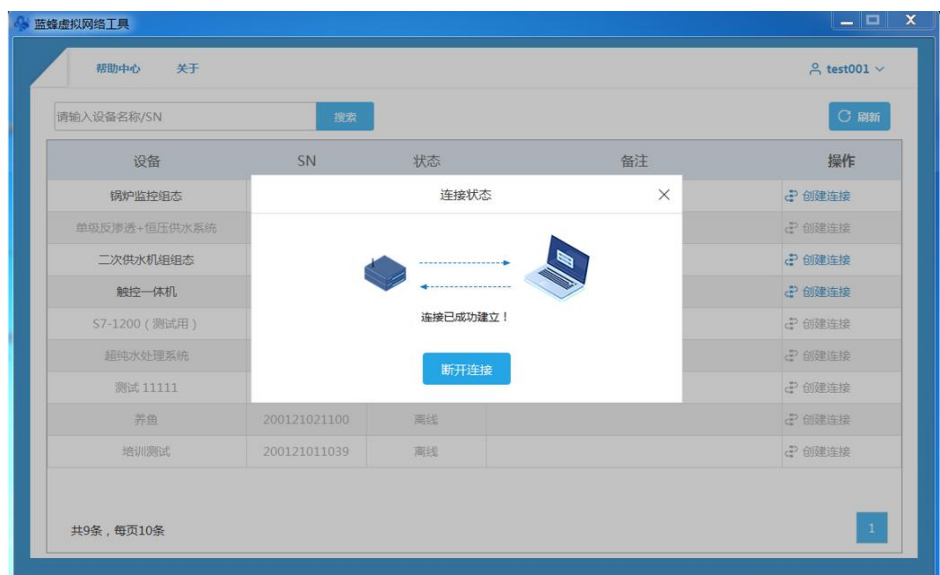 蓝蜂虚拟网络工具
帮助中心 关于 test001
请输入设备名称/SN 搜索 刷新
设备 SN 状态 备注 操作
锅炉监控组态 创建连接
单级反渗透+恒压供水系统 创建连接
二次供水机组组态 创建连接
触控一体机 创建连接
S7-1200（测试用） 创建连接
超纯水处理系统 创建连接
测试 11111 创建连接
连接状态
连接已成功建立！
断开连接
养鱼 200121021100 离线 创建连接
培训测试 200121011039 离线 创建连接
共9条，每页10条 1